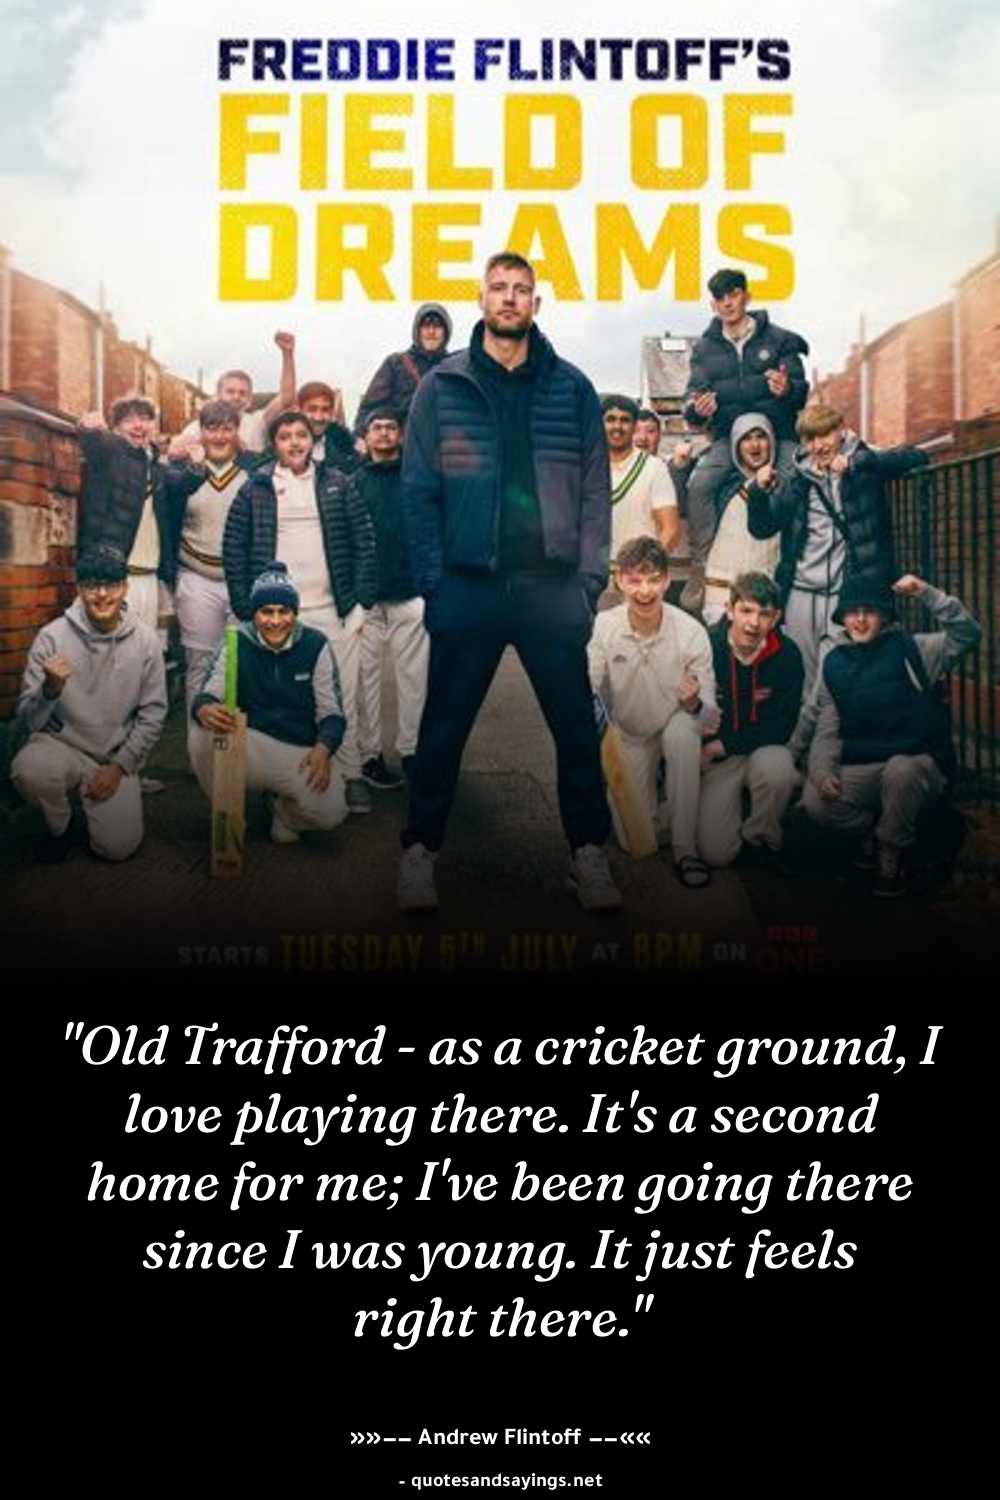 FREDDIE FLINTOFF'S
FIELD OF
DREAMS
STARTS TUESDAY 5TH JULY AT 8PM ON BBC ONE
"Old Trafford - as a cricket ground, I
love playing there. It's a second
home for me; I've been going there
since I was young. It just feels
right there."
»»–– Andrew Flintoff ––««
- quotesandsayings.net